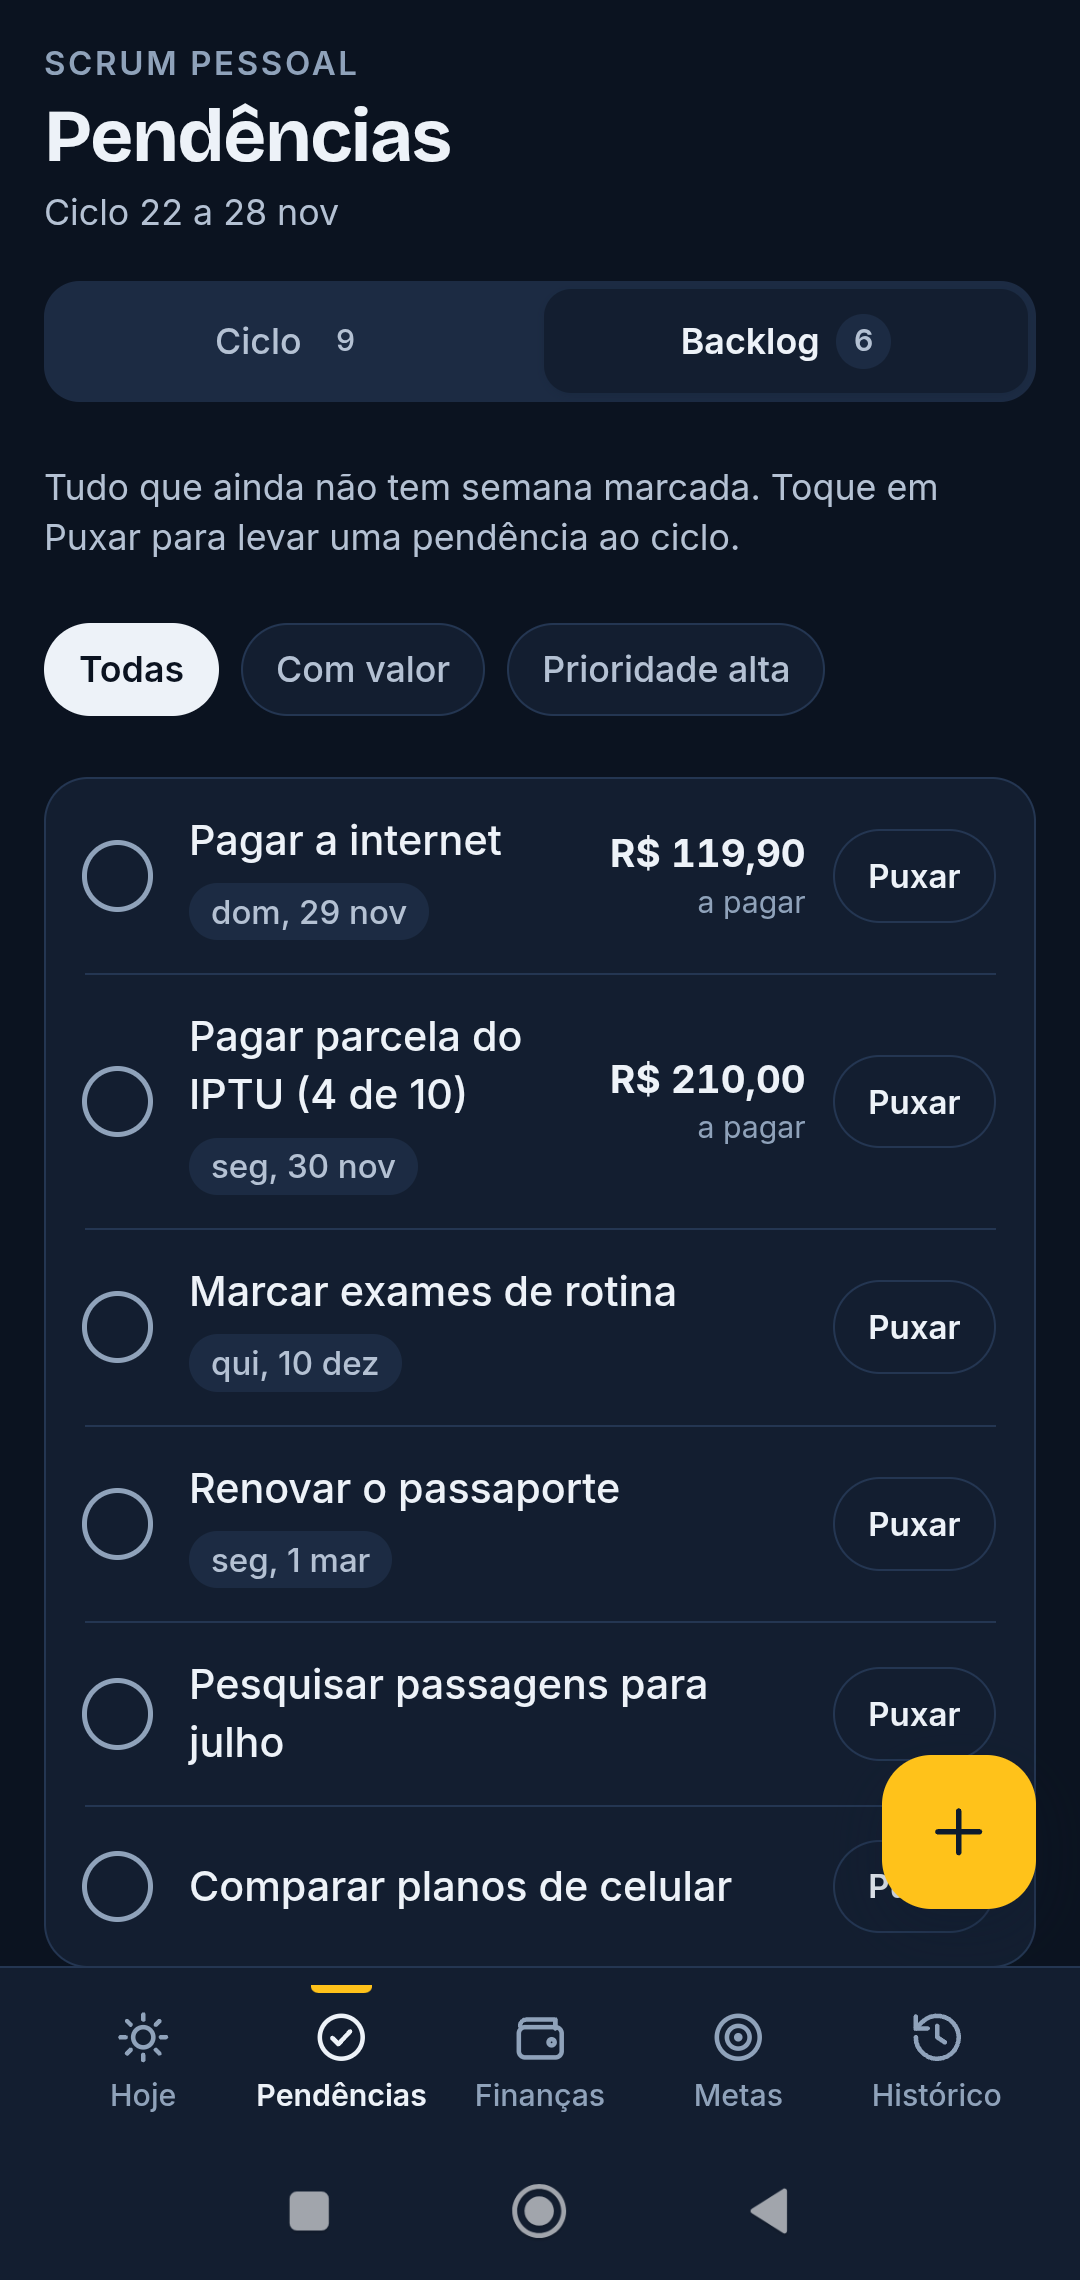 SCRUM PESSOAL
Pendências
Ciclo 22 a 28 nov
Ciclo 9
Backlog 6
Tudo que ainda não tem semana marcada. Toque em
Puxar para levar uma pendência ao ciclo.
Todas
Com valor
Prioridade alta
Pagar a internet
dom, 29 nov
R$ 119,90
a pagar
Puxar
Pagar parcela do
IPTU (4 de 10)
seg, 30 nov
R$ 210,00
a pagar
Puxar
Marcar exames de rotina
qui, 10 dez
Puxar
Renovar o passaporte
seg, 1 mar
Puxar
Pesquisar passagens para
julho
Puxar
Comparar planos de celular
Hoje
Pendências
Finanças
Metas
Histórico